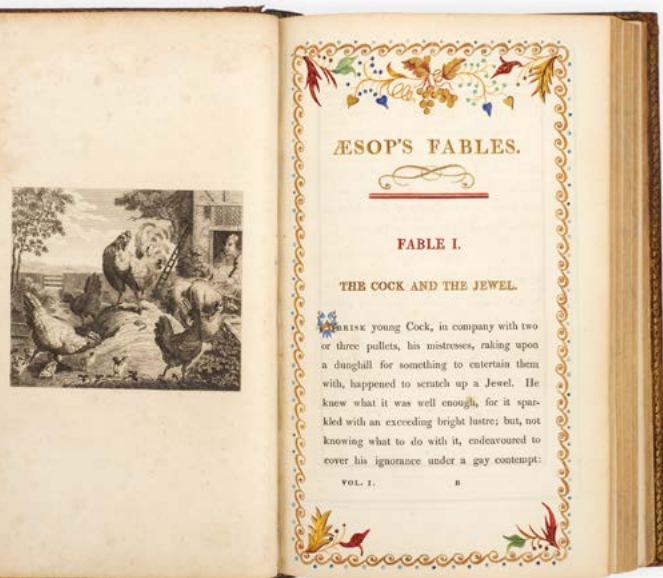 ÆSOP'S FABLES.
FABLE I.
THE COCK AND THE JEWEL.
A BRISK young Cock, in company with two
or three pullets, his mistresses, raking upon
a dunghill for something to entertain them
with, happened to scratch up a Jewel. He
knew what it was well enough, for it spar-
kled with an exceeding bright lustre; but, not
knowing what to do with it, endeavoured to
cover his ignorance under a gay contempt:
VOL. I. B